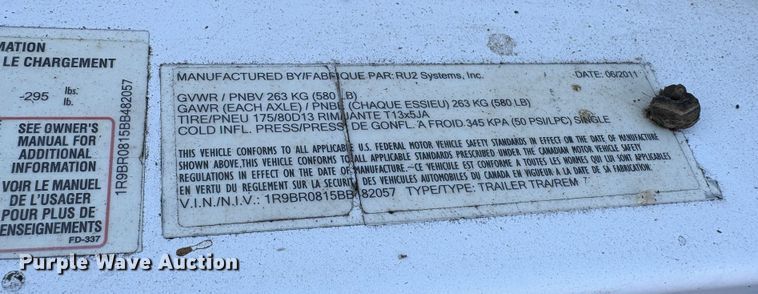 MATION
LE CHARGEMENT
-295 lbs.
lb.
SEE OWNER'S
MANUAL FOR
ADDITIONAL
INFORMATION
VOIR LE MANUEL
DE L'USAGER
POUR PLUS DE
ENSEIGNEMENTS
FD-337
1R9BR0815BB482057
MANUFACTURED BY/FABRIQUE PAR: RU2 Systems, Inc. DATE: 06/2011
GVWR / PNBV 263 KG (580 LB)
GAWR (EACH AXLE) / PNBE (CHAQUE ESSIEU) 263 KG (580 LB)
TIRE/PNEU 175/80D13 RIM/JANTE T13x5JA
COLD INFL. PRESS/PRESS DE GONFL. A FROID. 345 KPA (50 PSI/LPC) SINGLE
THIS VEHICLE CONFORMS TO ALL APPLICABLE U.S. FEDERAL MOTOR VEHICLE SAFETY STANDARDS IN EFFECT ON THE DATE OF MANUFACTURE
SHOWN ABOVE.THIS VEHICLE CONFORMS TO ALL APPLICABLE STANDARDS PRESCRIBED UNDER THE CANADIAN MOTOR VEHICLE SAFETY
REGULATIONS IN EFFECT ON THE DATE OF MANUFACTURE.~CE VEHICULE EST CONFORME A TOUTES LES NORMES QUI LUI SONT APPLICABLES
EN VERTU DU REGLEMENT SUR LA SECURITE DES VEHICULES AUTOMOBILES DU CANADA EN VIGUEUR A LA DATE DE SA FABRICATION.
V.I.N./N.I.V.: 1R9BR0815BB482057 TYPE/TYPE: TRAILER TRA/REM
Purple Wave Auction